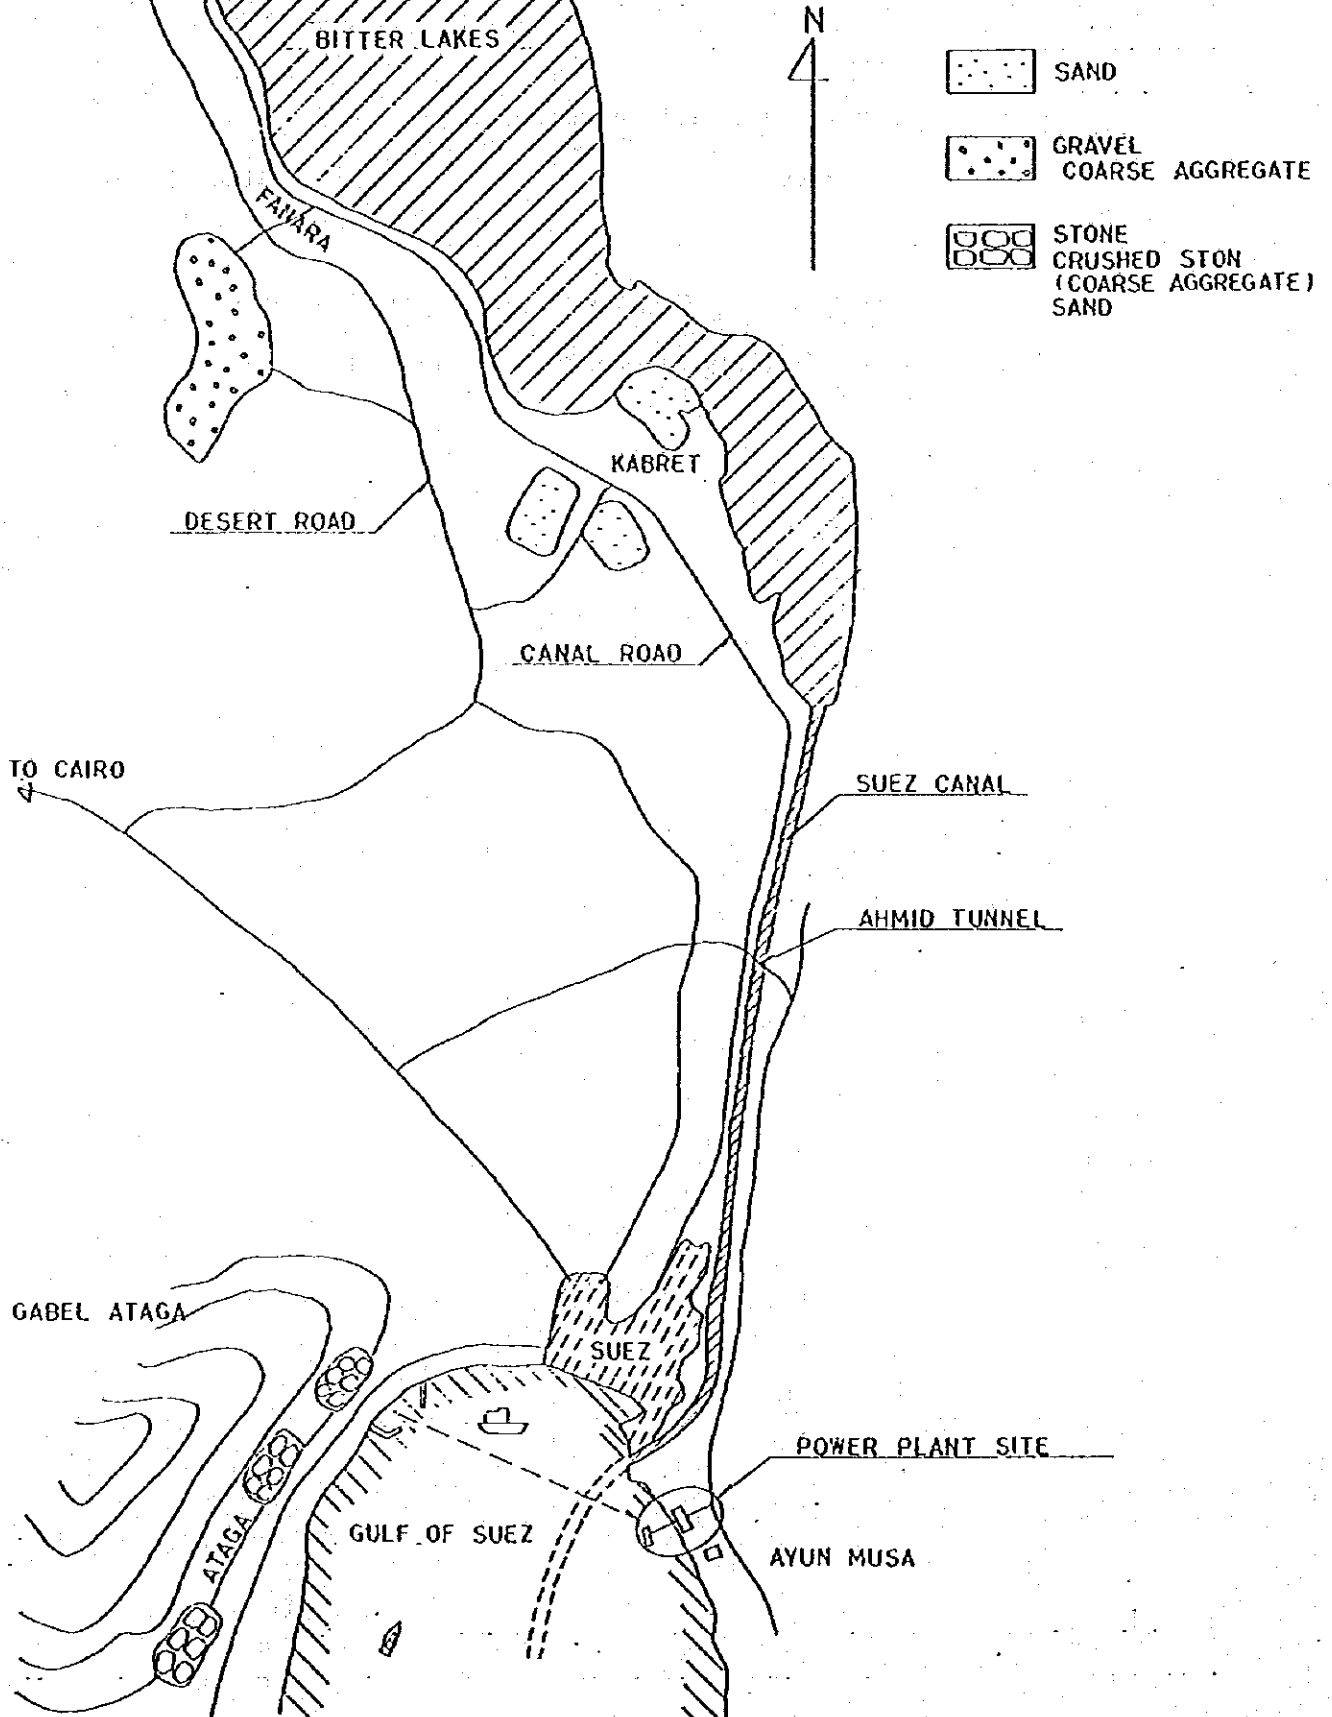 N
BITTER LAKES
SAND
GRAVEL
COARSE AGGREGATE
STONE
CRUSHED STON
(COARSE AGGREGATE)
SAND
FANARA
KABRET
DESERT ROAD
CANAL ROAD
TO CAIRO
SUEZ CANAL
AHMID TUNNEL
GABEL ATAGA
SUEZ
POWER PLANT SITE
GULF OF SUEZ
ATAGA
AYUN MUSA